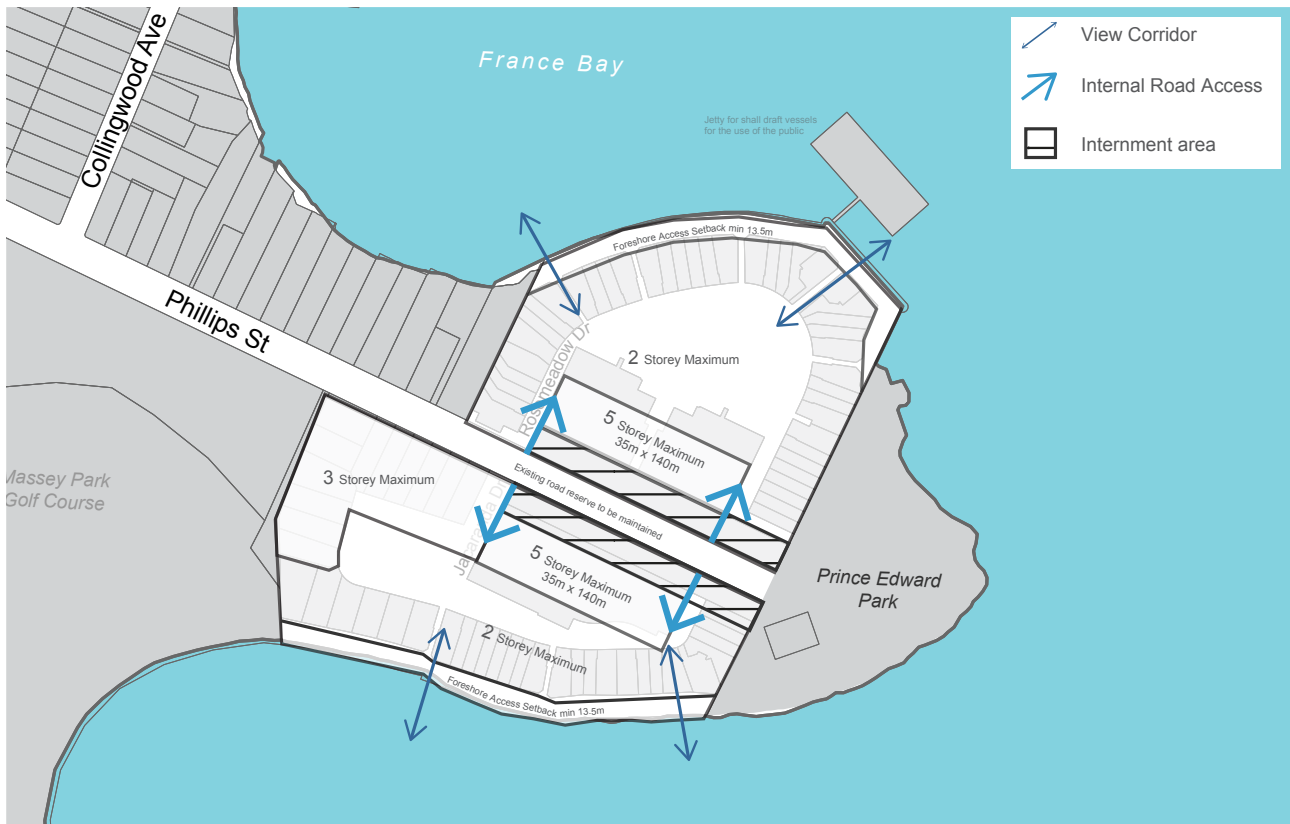 Collingwood Ave
France Bay
View Corridor
Internal Road Access
Internment area
Jetty for shall draft vessels
for the use of the public
Foreshore Access Setback min 13.5m
Phillips St
Rosemeadow Dr
2 Storey Maximum
5 Storey Maximum
35m x 140m
Existing road reserve to be maintained
3 Storey Maximum
Massey Park
Golf Course
5 Storey Maximum
35m x 140m
Prince Edward
Park
2 Storey Maximum
Foreshore Access Setback min 13.5m